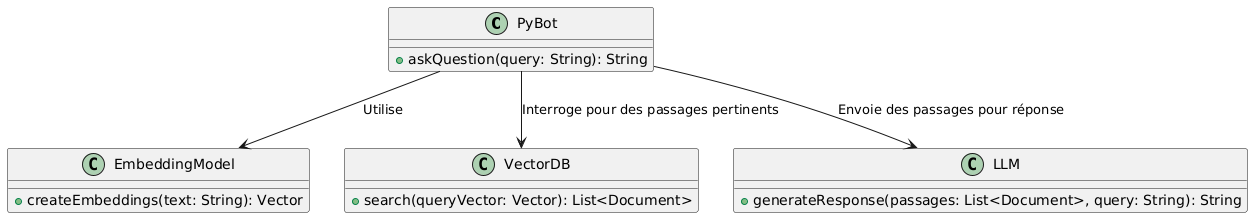 C PyBot
askQuestion(query: String): String
Utilise
Interroge pour des passages pertinents
Envoie des passages pour réponse
C EmbeddingModel
createEmbeddings(text: String): Vector
C VectorDB
search(queryVector: Vector): List<Document>
C LLM
generateResponse(passages: List<Document>, query: String): String